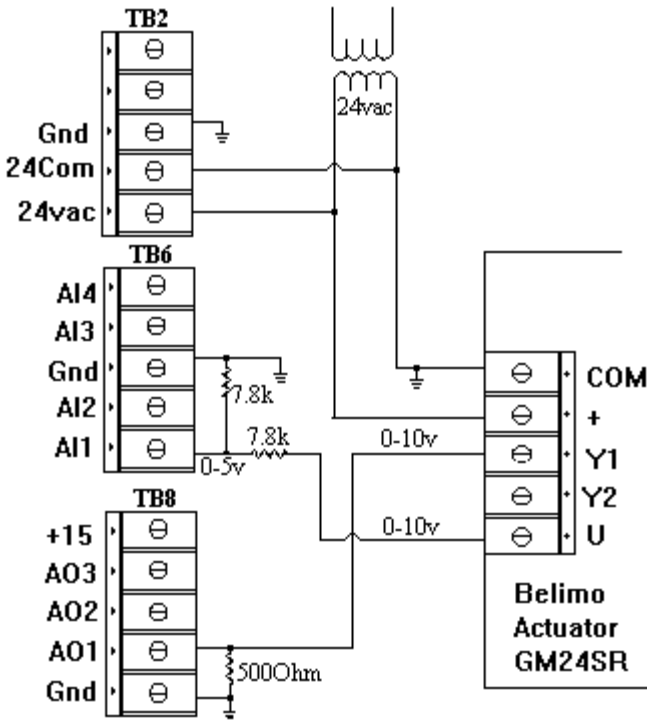 TB2
Gnd
24Com
24vac
24vac
TB6
AI4
AI3
Gnd
AI2
AI1
7.8k
7.8k
0-5v
TB8
+15
AO3
AO2
AO1
Gnd
500Ohm
0-10v
0-10v
COM
+
Y1
Y2
U
Belimo
Actuator
GM24SR